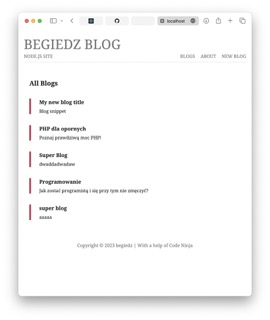 localhost
BEGIEDZ BLOG
NODE.JS SITE
BLOGS ABOUT NEW BLOG
All Blogs
My new blog title
Blog snippet
PHP dla opornych
Poznaj prawdziwą moc PHP!
Super Blog
dwaddadwadaw
Programowanie
Jak zostać programistą i się przy tym nie zmęczyć?
super blog
aaaaa
Copyright © 2023 begiedz | With a help of Code Ninja